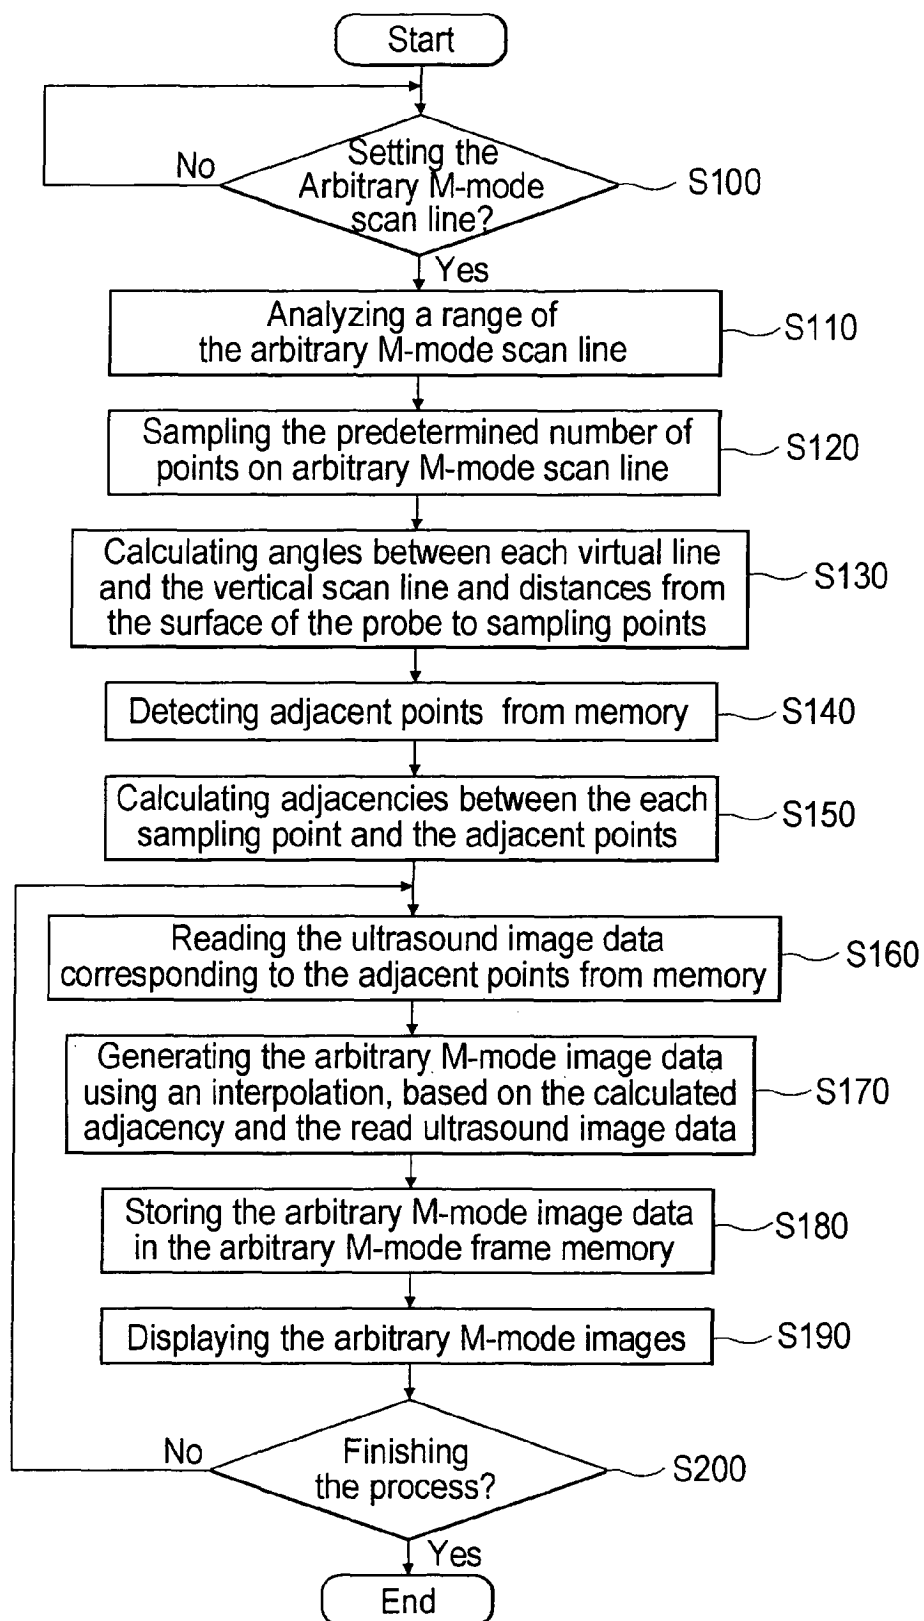 Start
No
Setting the
Arbitrary M-mode
scan line?
S100
Yes
Analyzing a range of
the arbitrary M-mode scan line
S110
Sampling the predetermined number of
points on arbitrary M-mode scan line
S120
Calculating angles between each virtual line
and the vertical scan line and distances from
the surface of the probe to sampling points
S130
Detecting adjacent points from memory
S140
Calculating adjacencies between the each
sampling point and the adjacent points
S150
Reading the ultrasound image data
corresponding to the adjacent points from memory
S160
Generating the arbitrary M-mode image data
using an interpolation, based on the calculated
adjacency and the read ultrasound image data
S170
Storing the arbitrary M-mode image data
in the arbitrary M-mode frame memory
S180
Displaying the arbitrary M-mode images
S190
No
Finishing
the process?
S200
Yes
End